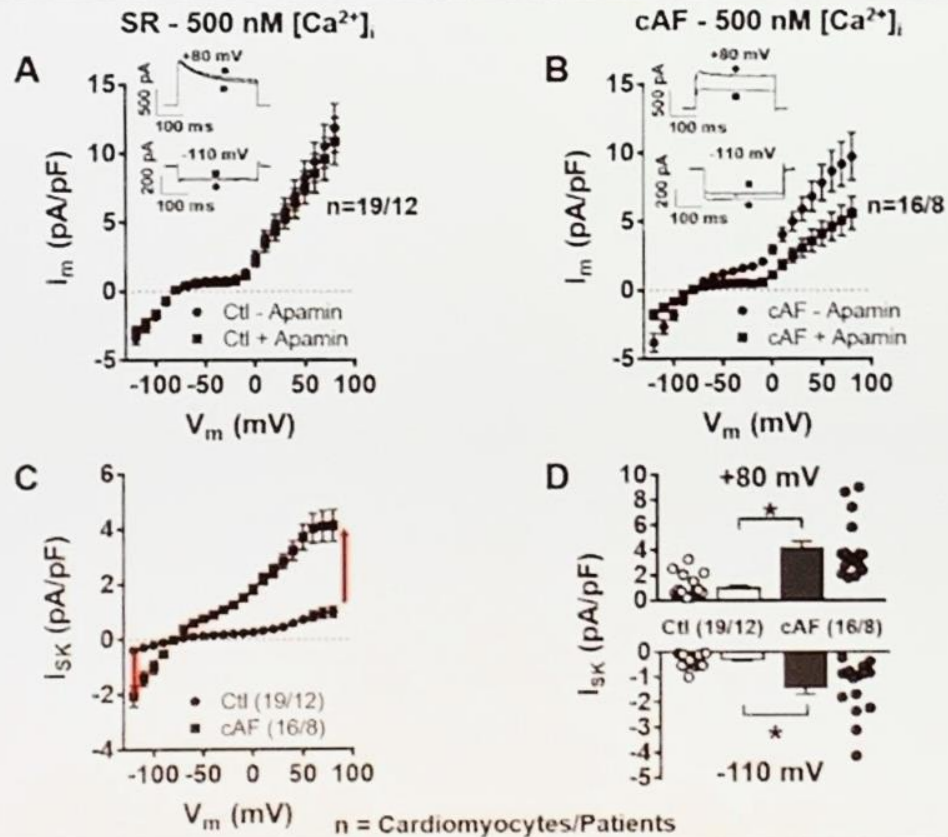 SR - 500 nM [Ca²⁺]ᵢ
cAF - 500 nM [Ca²⁺]ᵢ
A
+80 mV
500 pA
100 ms
-110 mV
200 pA
100 ms
15
10
5
0
-5
Iₘ (pA/pF)
n=19/12
Ctl - Apamin
Ctl + Apamin
-100 -50 0 50 100
Vₘ (mV)
B
+80 mV
500 pA
100 ms
-110 mV
200 pA
100 ms
15
10
5
0
-5
Iₘ (pA/pF)
n=16/8
cAF - Apamin
cAF + Apamin
-100 -50 0 50 100
Vₘ (mV)
C
6
4
2
0
-2
-4
I_SK (pA/pF)
Ctl (19/12)
cAF (16/8)
-100 -50 0 50 100
Vₘ (mV)
D
+80 mV
*
10
8
6
4
2
0
I_SK (pA/pF)
Ctl (19/12) cAF (16/8)
0
-1
-2
-3
-4
-5
*
-110 mV
n = Cardiomyocytes/Patients